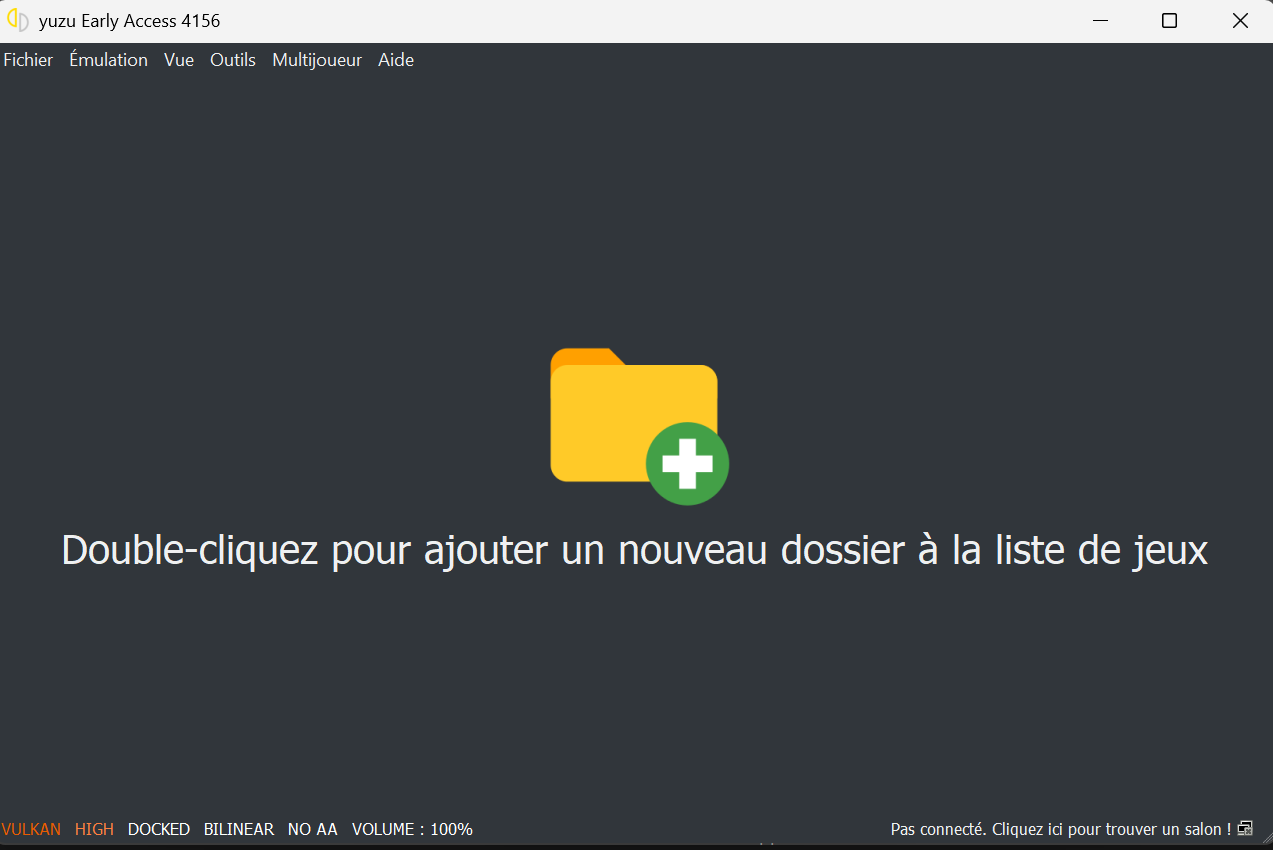 yuzu Early Access 4156
Fichier Émulation Vue Outils Multijoueur Aide
Double-cliquez pour ajouter un nouveau dossier à la liste de jeux
VULKAN HIGH DOCKED BILINEAR NO AA VOLUME : 100% Pas connecté. Cliquez ici pour trouver un salon !